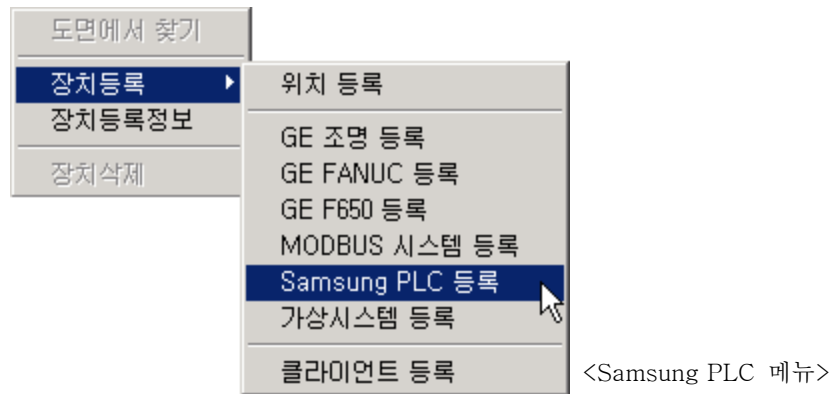 도면에서 찾기
장치등록
장치등록정보
장치삭제
위치 등록
GE 조명 등록
GE FANUC 등록
GE F650 등록
MODBUS 시스템 등록
Samsung PLC 등록
가상시스템 등록
클라이언트 등록
<Samsung PLC 메뉴>